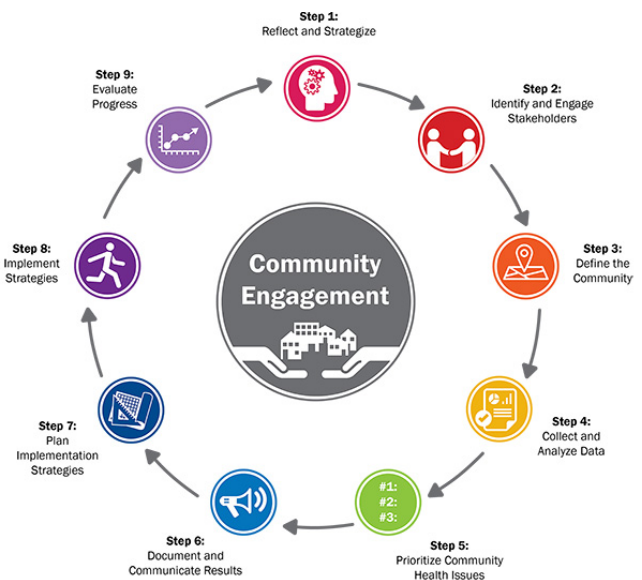 Step 1:
Reflect and Strategize
Step 2:
Identify and Engage
Stakeholders
Step 3:
Define the
Community
Step 4:
Collect and
Analyze Data
#1:
#2:
#3:
Step 5:
Prioritize Community
Health Issues
Step 6:
Document and
Communicate Results
Step 7:
Plan
Implementation
Strategies
Step 8:
Implement
Strategies
Step 9:
Evaluate
Progress
Community
Engagement